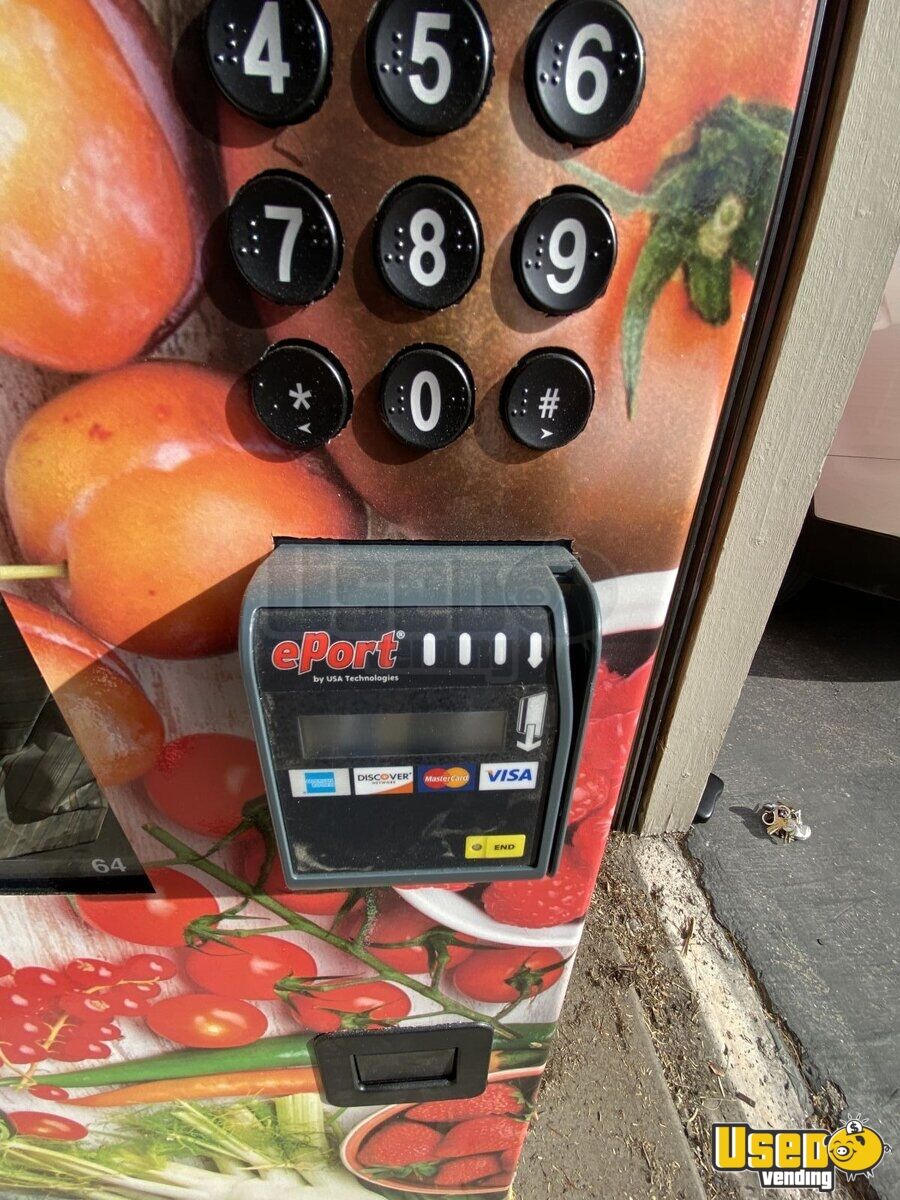 4 5 6
7 8 9
* 0 #
ePort®
by USA Technologies
AMERICAN EXPRESS
DISCOVER®
NETWORK
MasterCard
VISA
END
64
USED
vending